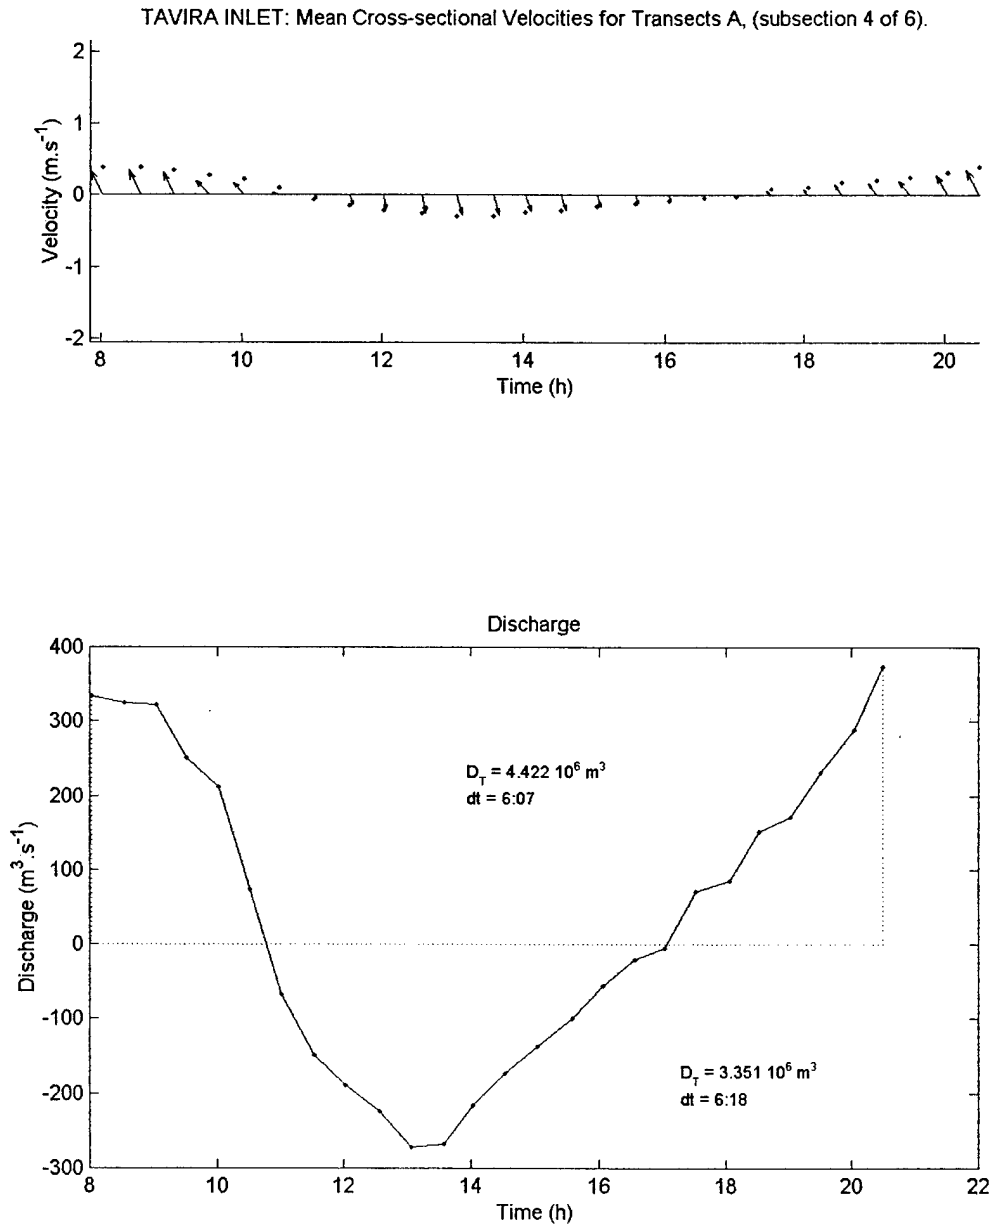 TAVIRA INLET: Mean Cross-sectional Velocities for Transects A, (subsection 4 of 6).
2
1
0
-1
-2
Velocity (m.s⁻¹)
8 10 12 14 16 18 20
Time (h)
Discharge
400
300
200
100
0
-100
-200
-300
Discharge (m³.s⁻¹)
D_T = 4.422 10⁶ m³
dt = 6:07
D_T = 3.351 10⁶ m³
dt = 6:18
8 10 12 14 16 18 20 22
Time (h)